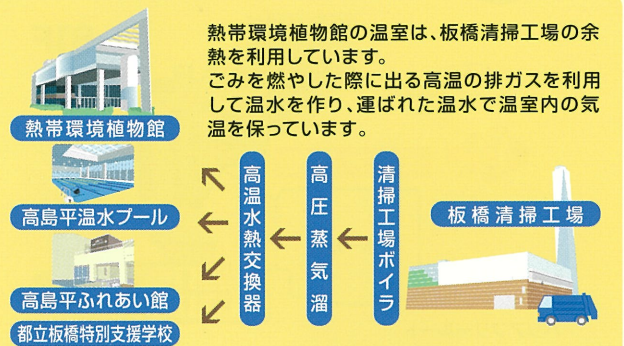 熱帯環境植物館の温室は、板橋清掃工場の余
熱を利用しています。
ごみを燃やした際に出る高温の排ガスを利用
して温水を作り、運ばれた温水で温室内の気
温を保っています。
熱帯環境植物館
高島平温水プール
高島平ふれあい館
都立板橋特別支援学校
高温水熱交換器
高圧蒸気溜
清掃工場ボイラ
板橋清掃工場